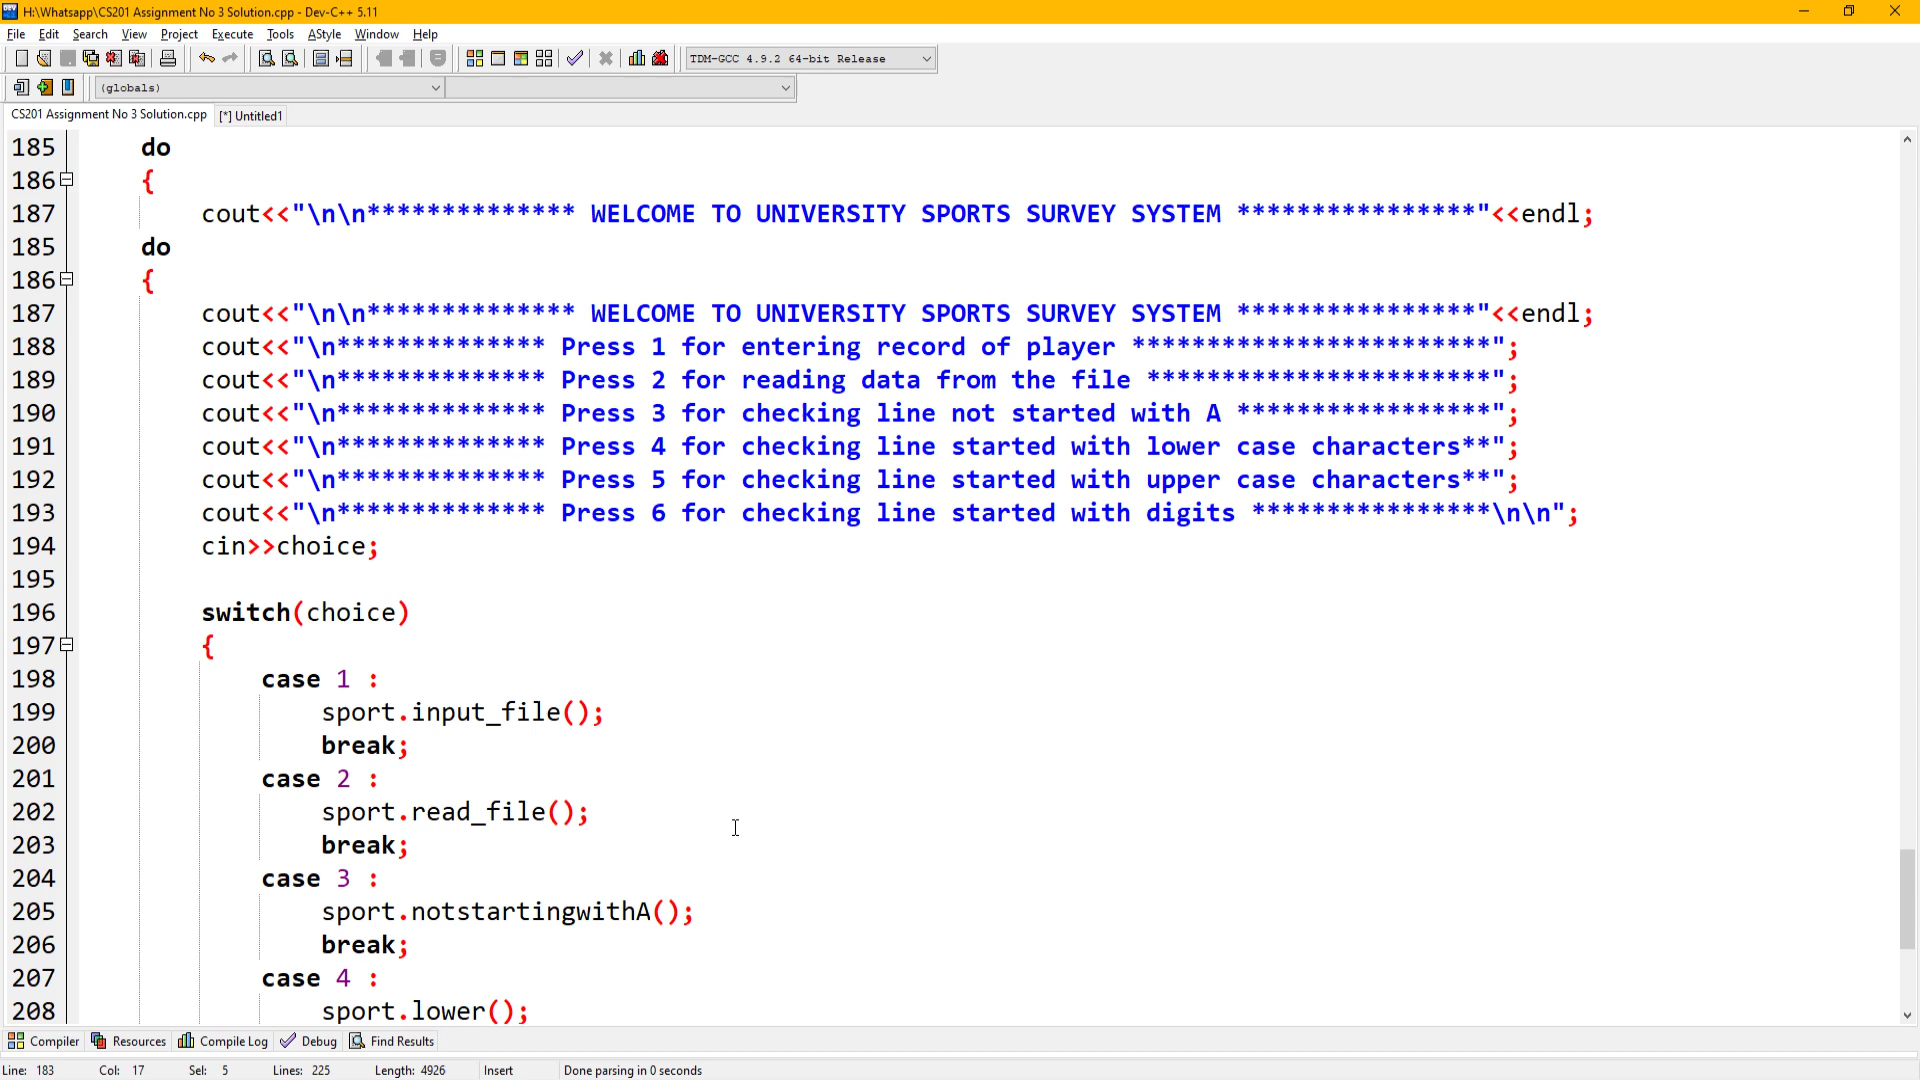 H:\Whatsapp\CS201 Assignment No 3 Solution.cpp - Dev-C++ 5.11
File Edit Search View Project Execute Tools AStyle Window Help
TDM-GCC 4.9.2 64-bit Release
(globals)
CS201 Assignment No 3 Solution.cpp [*] Untitled1
185 do
186 {
187 cout<<"\n\n************** WELCOME TO UNIVERSITY SPORTS SURVEY SYSTEM ****************"<<endl;
185 do
186 {
187 cout<<"\n\n************** WELCOME TO UNIVERSITY SPORTS SURVEY SYSTEM ****************"<<endl;
188 cout<<"\n************** Press 1 for entering record of player ************************";
189 cout<<"\n************** Press 2 for reading data from the file ***********************";
190 cout<<"\n************** Press 3 for checking line not started with A *****************";
191 cout<<"\n************** Press 4 for checking line started with lower case characters**";
192 cout<<"\n************** Press 5 for checking line started with upper case characters**";
193 cout<<"\n************** Press 6 for checking line started with digits ****************\n\n";
194 cin>>choice;
195
196 switch(choice)
197 {
198 case 1 :
199 sport.input_file();
200 break;
201 case 2 :
202 sport.read_file();
203 break;
204 case 3 :
205 sport.notstartingwithA();
206 break;
207 case 4 :
208 sport.lower();
Compiler Resources Compile Log Debug Find Results
Line: 183 Col: 17 Sel: 5 Lines: 225 Length: 4926 Insert Done parsing in 0 seconds